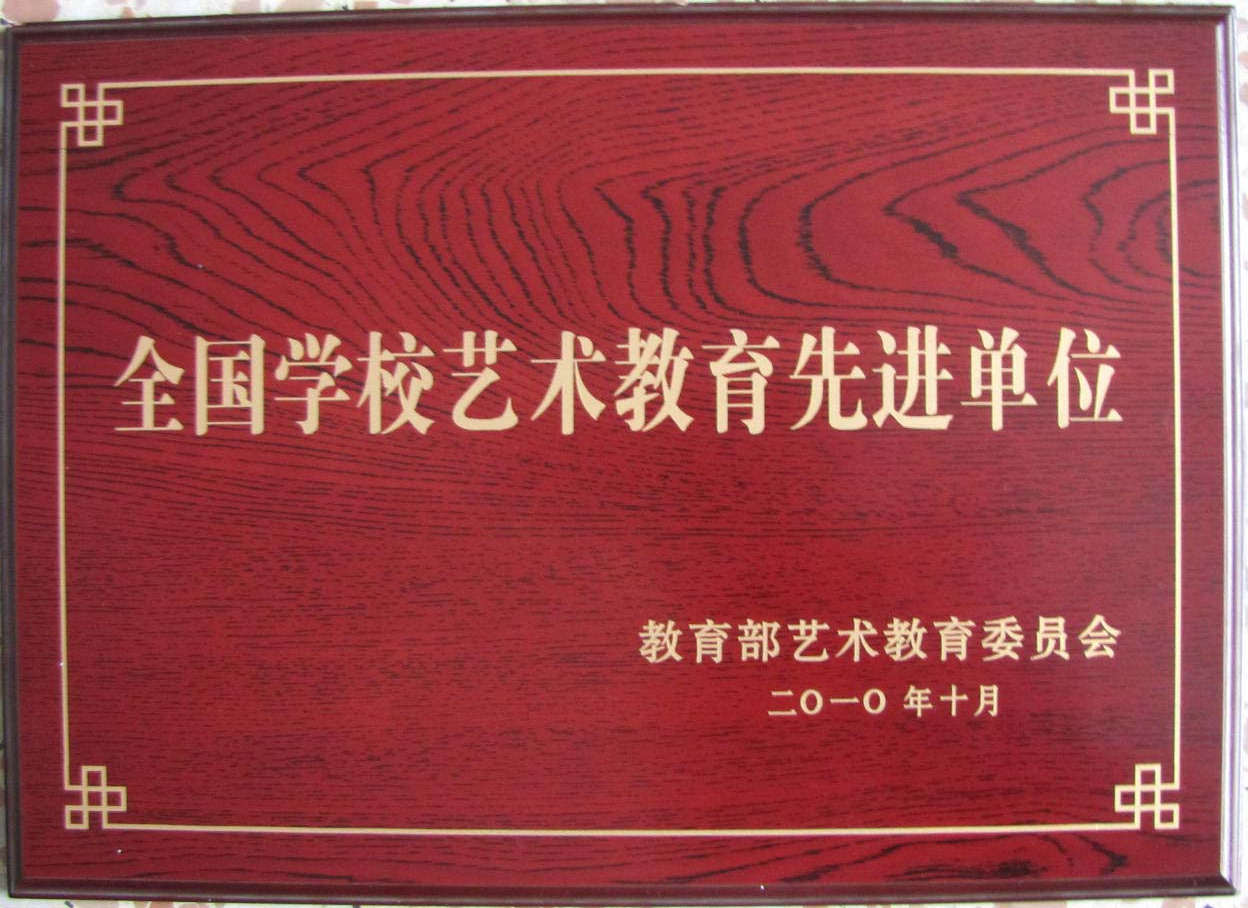 全国学校艺术教育先进单位
教育部艺术教育委员会
二〇一〇年十月